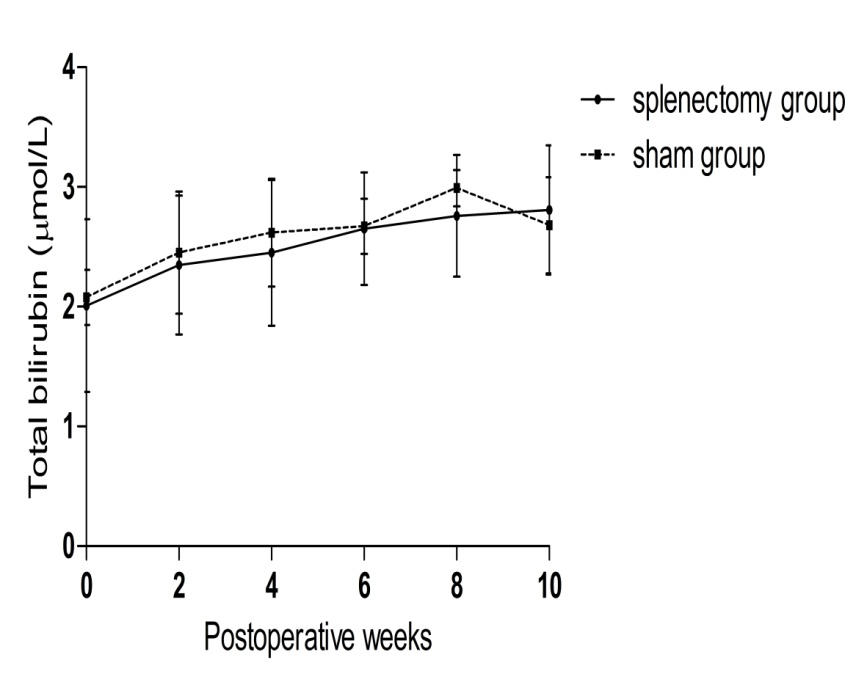 Total bilirubin (μmol/L)
4
3
2
1
0
0 2 4 6 8 10
Postoperative weeks
splenectomy group
sham group